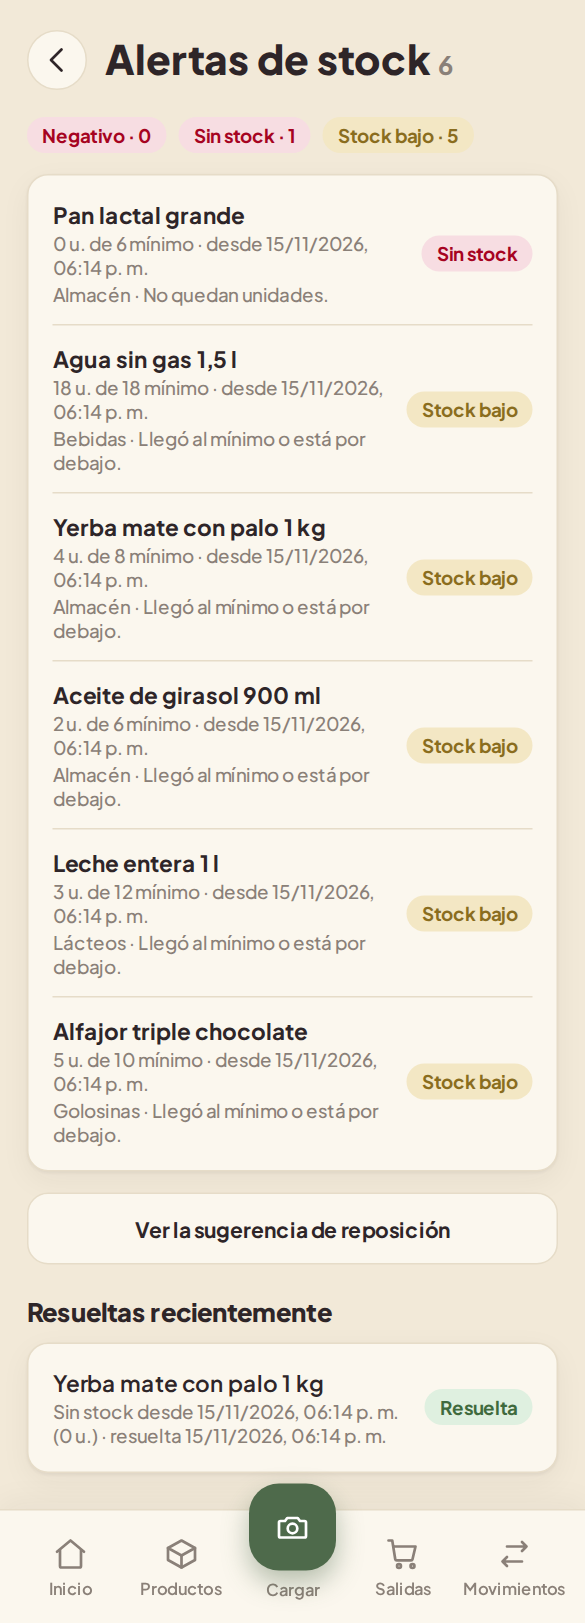 Alertas de stock 6
Negativo · 0 Sin stock · 1 Stock bajo · 5
Pan lactal grande
0 u. de 6 mínimo · desde 15/11/2026,
06:14 p. m.
Almacén · No quedan unidades.
Sin stock
Agua sin gas 1,5 l
18 u. de 18 mínimo · desde 15/11/2026,
06:14 p. m.
Bebidas · Llegó al mínimo o está por
debajo.
Stock bajo
Yerba mate con palo 1 kg
4 u. de 8 mínimo · desde 15/11/2026,
06:14 p. m.
Almacén · Llegó al mínimo o está por
debajo.
Stock bajo
Aceite de girasol 900 ml
2 u. de 6 mínimo · desde 15/11/2026,
06:14 p. m.
Almacén · Llegó al mínimo o está por
debajo.
Stock bajo
Leche entera 1 l
3 u. de 12 mínimo · desde 15/11/2026,
06:14 p. m.
Lácteos · Llegó al mínimo o está por
debajo.
Stock bajo
Alfajor triple chocolate
5 u. de 10 mínimo · desde 15/11/2026,
06:14 p. m.
Golosinas · Llegó al mínimo o está por
debajo.
Stock bajo
Ver la sugerencia de reposición
Resueltas recientemente
Yerba mate con palo 1 kg
Sin stock desde 15/11/2026, 06:14 p. m.
(0 u.) · resuelta 15/11/2026, 06:14 p. m.
Resuelta
Inicio Productos Cargar Salidas Movimientos